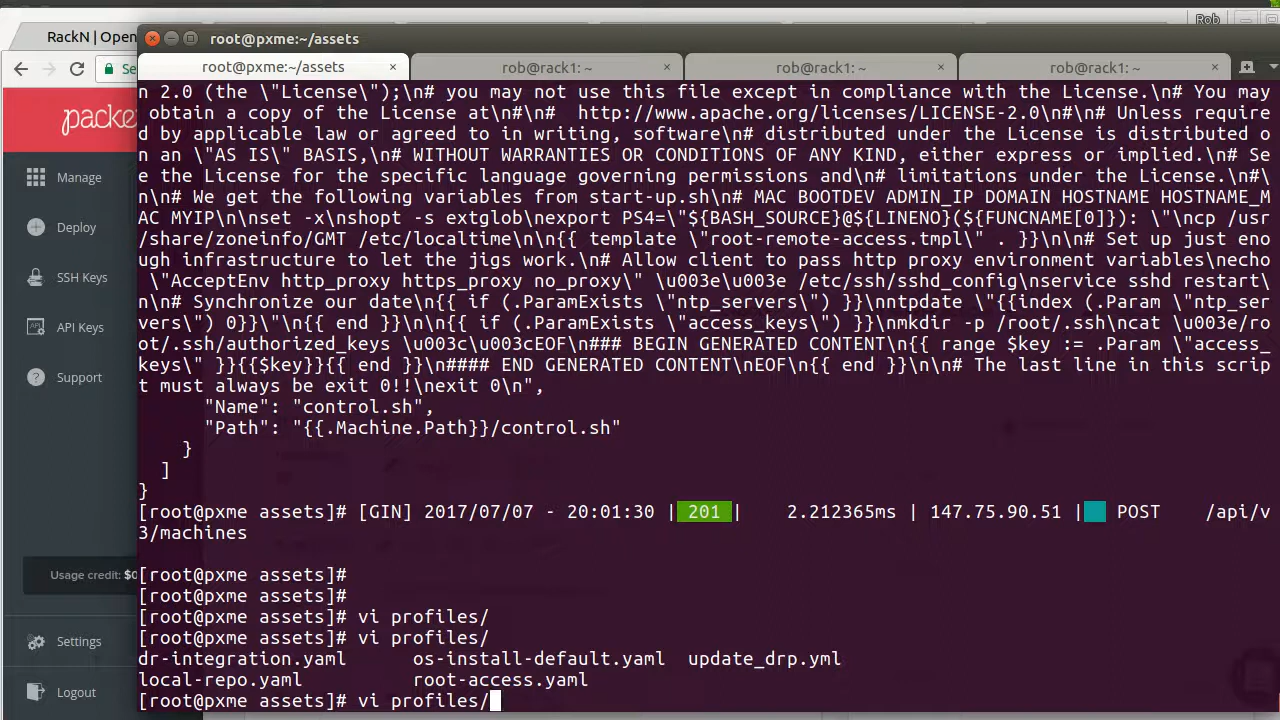 Rob
RackN | Open
root@pxme:~/assets
root@pxme:~/assets × rob@rack1: ~ × rob@rack1: ~ × rob@rack1: ~ ×
Se
packe
Manage
Deploy
SSH Keys
API Keys
Support
Usage credit: $0
Settings
Logout
n 2.0 (the \"License\");\n# you may not use this file except in compliance with the License.\n# You may
obtain a copy of the License at\n#\n#  http://www.apache.org/licenses/LICENSE-2.0\n#\n# Unless require
d by applicable law or agreed to in writing, software\n# distributed under the License is distributed o
n an \"AS IS\" BASIS,\n# WITHOUT WARRANTIES OR CONDITIONS OF ANY KIND, either express or implied.\n# Se
e the License for the specific language governing permissions and\n# limitations under the License.\n#\
n\n# We get the following variables from start-up.sh\n# MAC BOOTDEV ADMIN_IP DOMAIN HOSTNAME HOSTNAME_M
AC MYIP\n\nset -x\nshopt -s extglob\nexport PS4=\"${BASH_SOURCE}@${LINENO}(${FUNCNAME[0]}): \"\ncp /usr
/share/zoneinfo/GMT /etc/localtime\n\n{{ template \"root-remote-access.tmpl\" . }}\n\n# Set up just eno
ugh infrastructure to let the jigs work.\n# Allow client to pass http proxy environment variables\necho
\"AcceptEnv http_proxy https_proxy no_proxy\" \u003e\u003e /etc/ssh/sshd_config\nservice sshd restart\
n\n# Synchronize our date\n{{ if (.ParamExists \"ntp_servers\") }}\nntpdate \"{{index (.Param \"ntp_ser
vers\") 0}}\"\n{{ end }}\n\n{{ if (.ParamExists \"access_keys\") }}\nmkdir -p /root/.ssh\ncat \u003e/ro
ot/.ssh/authorized_keys \u003c\u003cEOF\n### BEGIN GENERATED CONTENT\n{{ range $key := .Param \"access_
keys\" }}{{$key}}{{ end }}\n#### END GENERATED CONTENT\nEOF\n{{ end }}\n\n# The last line in this scrip
t must always be exit 0!!\nexit 0\n",
"Name": "control.sh",
"Path": "{{.Machine.Path}}/control.sh"
}
]
}
[root@pxme assets]# [GIN] 2017/07/07 - 20:01:30 | 201 |    2.212365ms | 147.75.90.51 |  POST    /api/v
3/machines
[root@pxme assets]#
[root@pxme assets]#
[root@pxme assets]# vi profiles/
[root@pxme assets]# vi profiles/
dr-integration.yaml      os-install-default.yaml  update_drp.yml
local-repo.yaml          root-access.yaml
[root@pxme assets]# vi profiles/